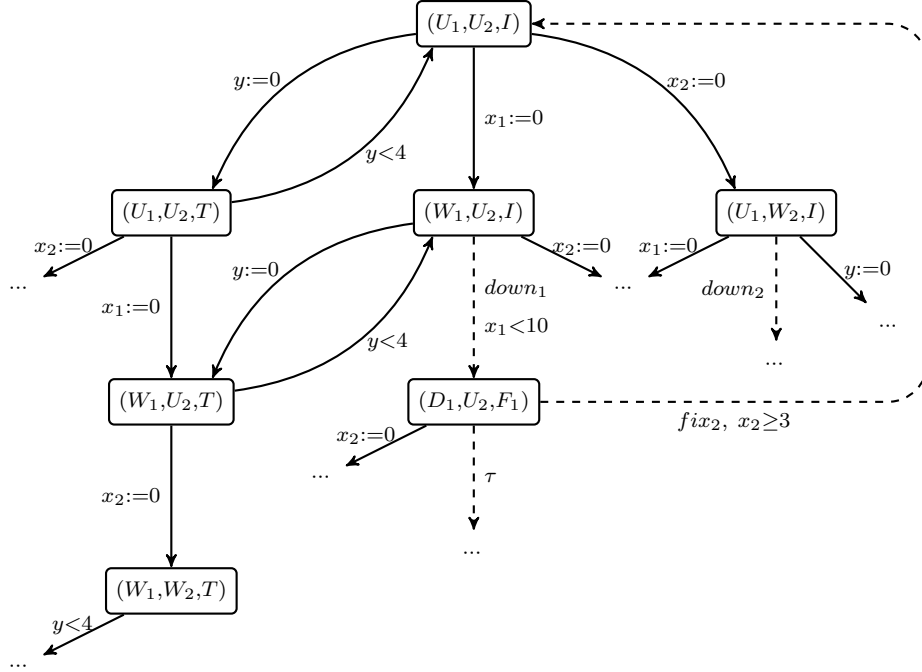 (U₁,U₂,I)
y:=0
x₂:=0
x₁:=0
y<4
(U₁,U₂,T)
(W₁,U₂,I)
(U₁,W₂,I)
x₂:=0
x₂:=0
x₁:=0
y:=0
y:=0
...
...
down₁
down₂
x₁:=0
...
x₁<10
y<4
...
(W₁,U₂,T)
(D₁,U₂,F₁)
fix₂, x₂≥3
x₂:=0
...
τ
x₂:=0
...
(W₁,W₂,T)
y<4
...